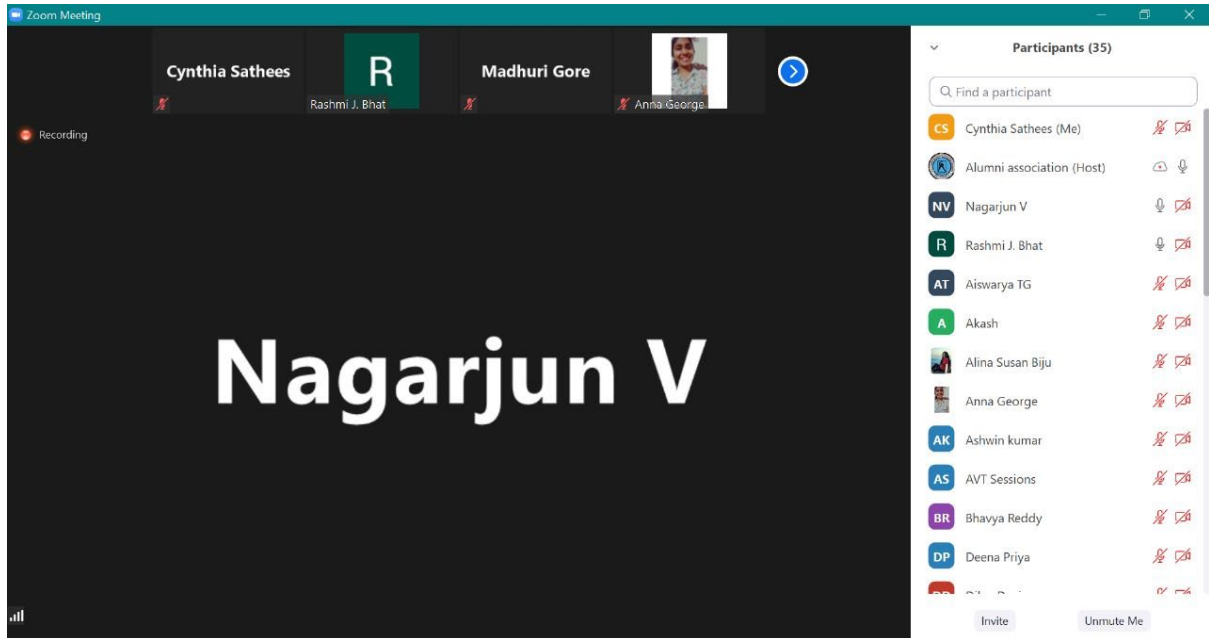 Zoom Meeting
Cynthia Sathees
R
Rashmi J. Bhat
Madhuri Gore
Anna George
Recording
Nagarjun V
Participants (35)
Find a participant
CS Cynthia Sathees (Me)
Alumni association (Host)
NV Nagarjun V
R Rashmi J. Bhat
AT Aiswarya TG
A Akash
Alina Susan Biju
Anna George
AK Ashwin kumar
AS AVT Sessions
BR Bhavya Reddy
DP Deena Priya
Invite Unmute Me